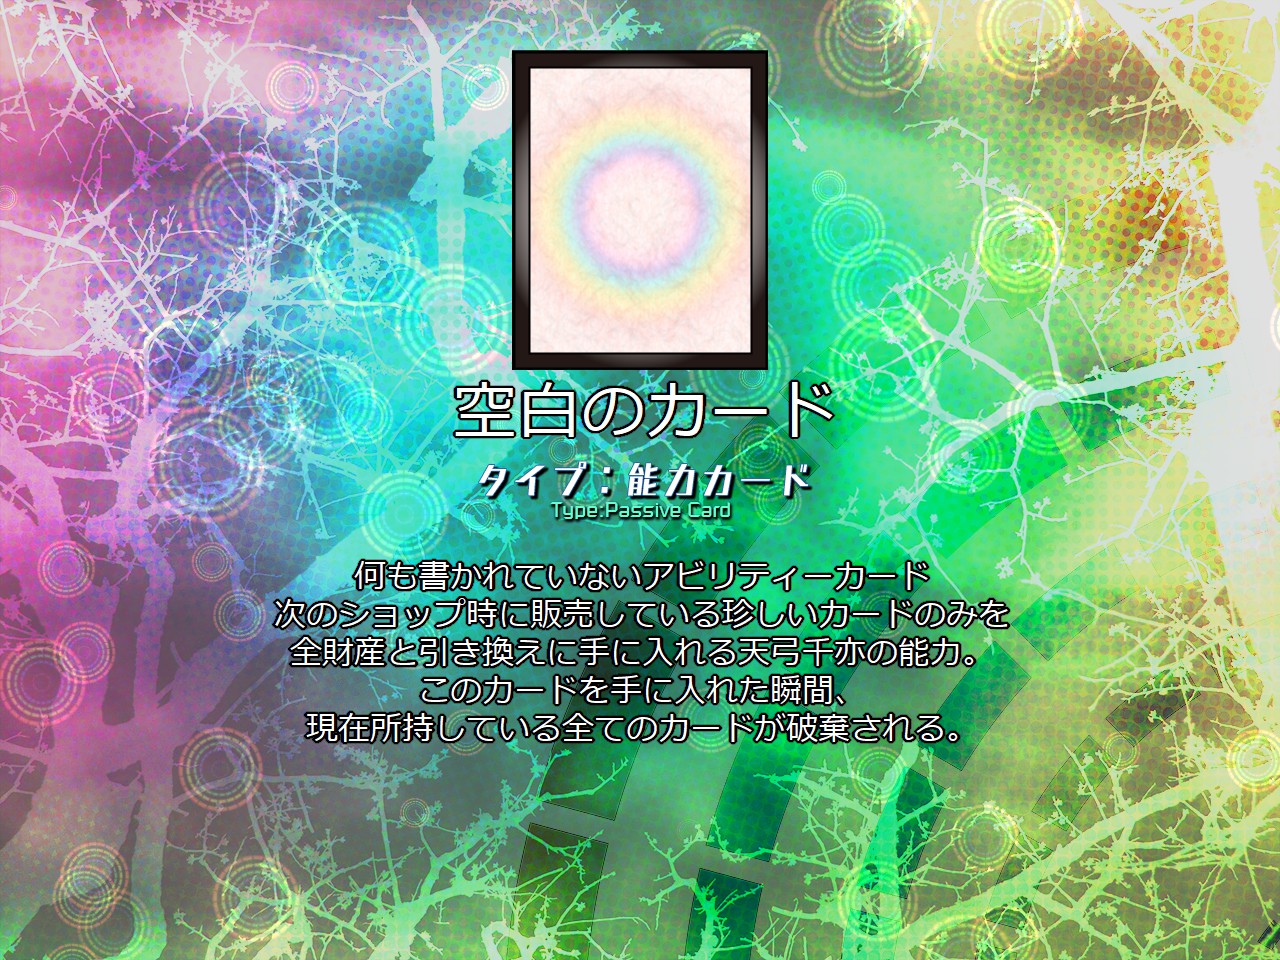 空白のカード
タイプ：能力カード
Type:Passive Card
何も書かれていないアビリティーカード
次のショップ時に販売している珍しいカードのみを
全財産と引き換えに手に入れる天弓千亦の能力。
このカードを手に入れた瞬間、
現在所持している全てのカードが破棄される。